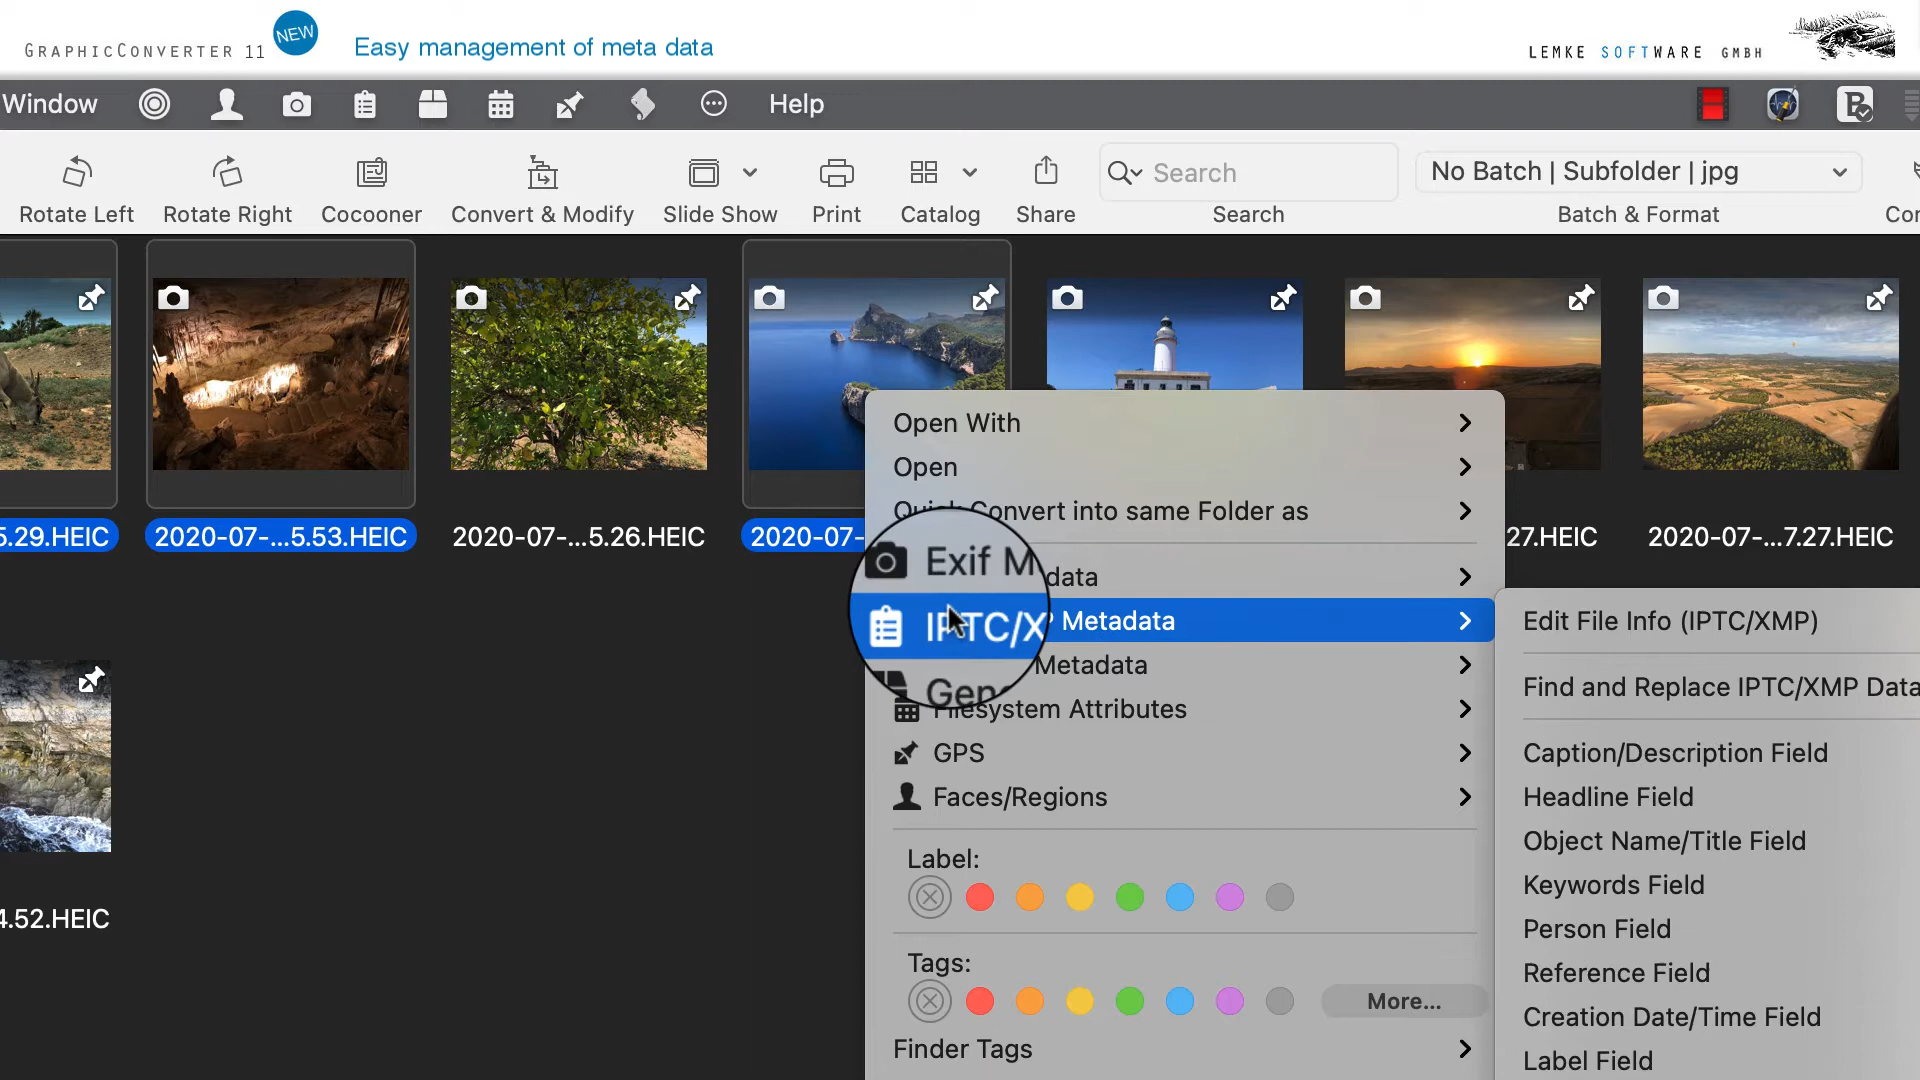 GRAPHICCONVERTER 11
NEW
Easy management of meta data
LEMKE SOFTWARE GMBH
Window
Help
Rotate Left
Rotate Right
Cocooner
Convert & Modify
Slide Show
Print
Catalog
Share
Search
Search
No Batch | Subfolder | jpg
Batch & Format
5.29.HEIC
2020-07-...5.53.HEIC
2020-07-...5.26.HEIC
2020-07-
27.HEIC
2020-07-...7.27.HEIC
4.52.HEIC
Open With
Open
Quick Convert into same Folder as
Exif M data
IPTC/X P Metadata
Gen Metadata
Filesystem Attributes
GPS
Faces/Regions
Label:
Tags:
More...
Finder Tags
Edit File Info (IPTC/XMP)
Find and Replace IPTC/XMP Data
Caption/Description Field
Headline Field
Object Name/Title Field
Keywords Field
Person Field
Reference Field
Creation Date/Time Field
Label Field